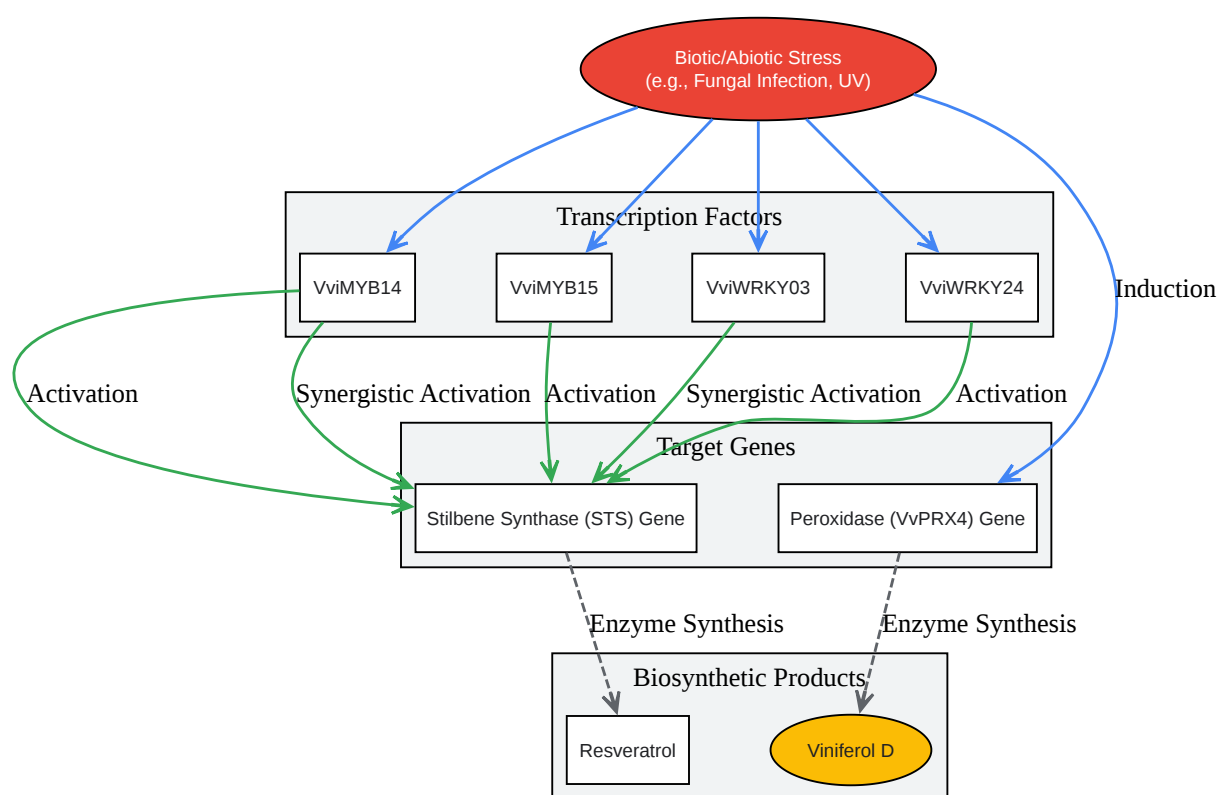 Biotic/Abiotic Stress
(e.g., Fungal Infection, UV)
Transcription Factors
VviMYB14
VviMYB15
VviWRKY03
VviWRKY24
Induction
Activation
Synergistic Activation
Activation
Synergistic Activation
Activation
Target Genes
Stilbene Synthase (STS) Gene
Peroxidase (VvPRX4) Gene
Enzyme Synthesis
Enzyme Synthesis
Biosynthetic Products
Resveratrol
Viniferol D